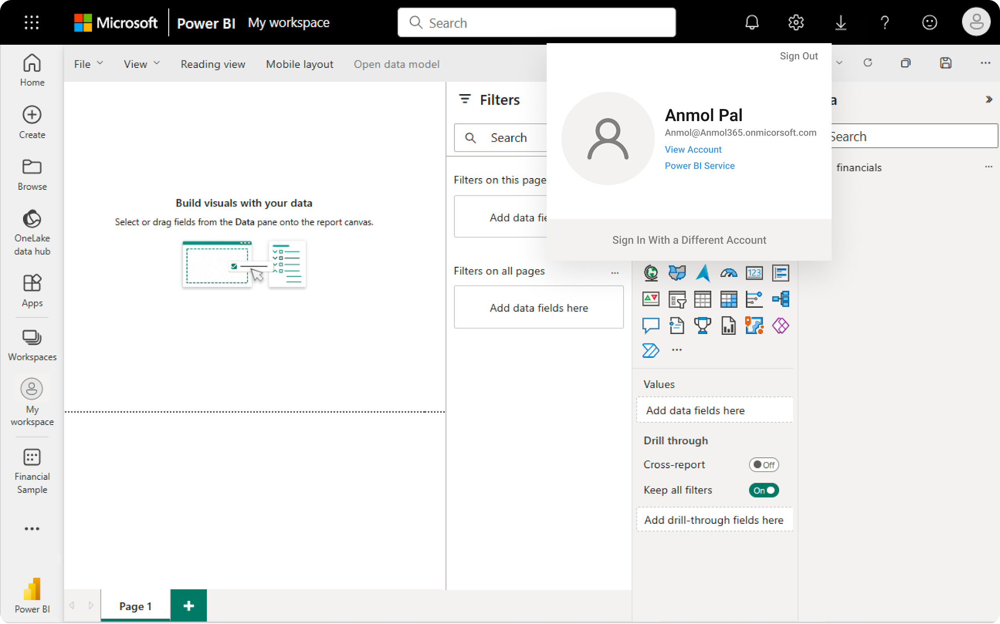 Microsoft
Power BI
My workspace
Search
File
View
Reading view
Mobile layout
Open data model
Home
Create
Browse
OneLake
data hub
Apps
Workspaces
My
workspace
Financial
Sample
Power BI
Build visuals with your data
Select or drag fields from the Data pane onto the report canvas.
Page 1
Filters
Search
Filters on this page
Add data fie
Filters on all pages
Add data fields here
Sign Out
Anmol Pal
Anmol@Anmol365.onmicorsoft.com
View Account
Power BI Service
Sign In With a Different Account
123
Values
Add data fields here
Drill through
Cross-report
Off
Keep all filters
On
Add drill-through fields here
a
Search
financials